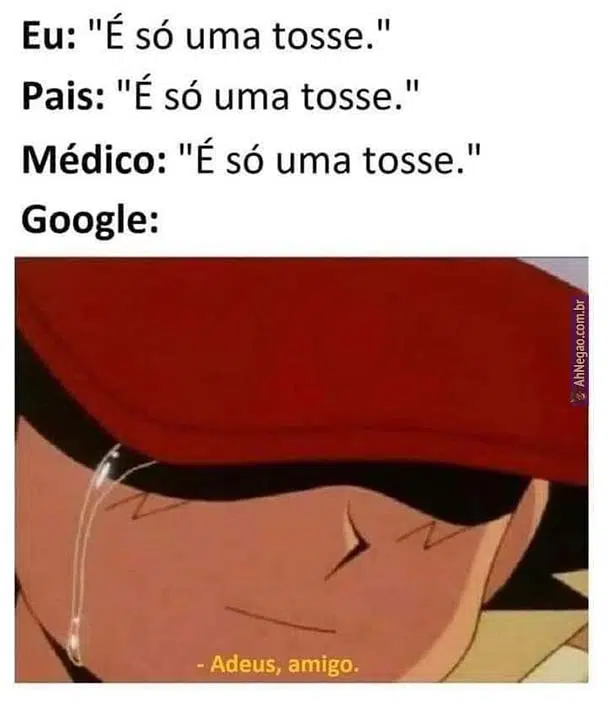 Eu: "É só uma tosse."
Pais: "É só uma tosse."
Médico: "É só uma tosse."
Google:
AhNegao.com.br
- Adeus, amigo.